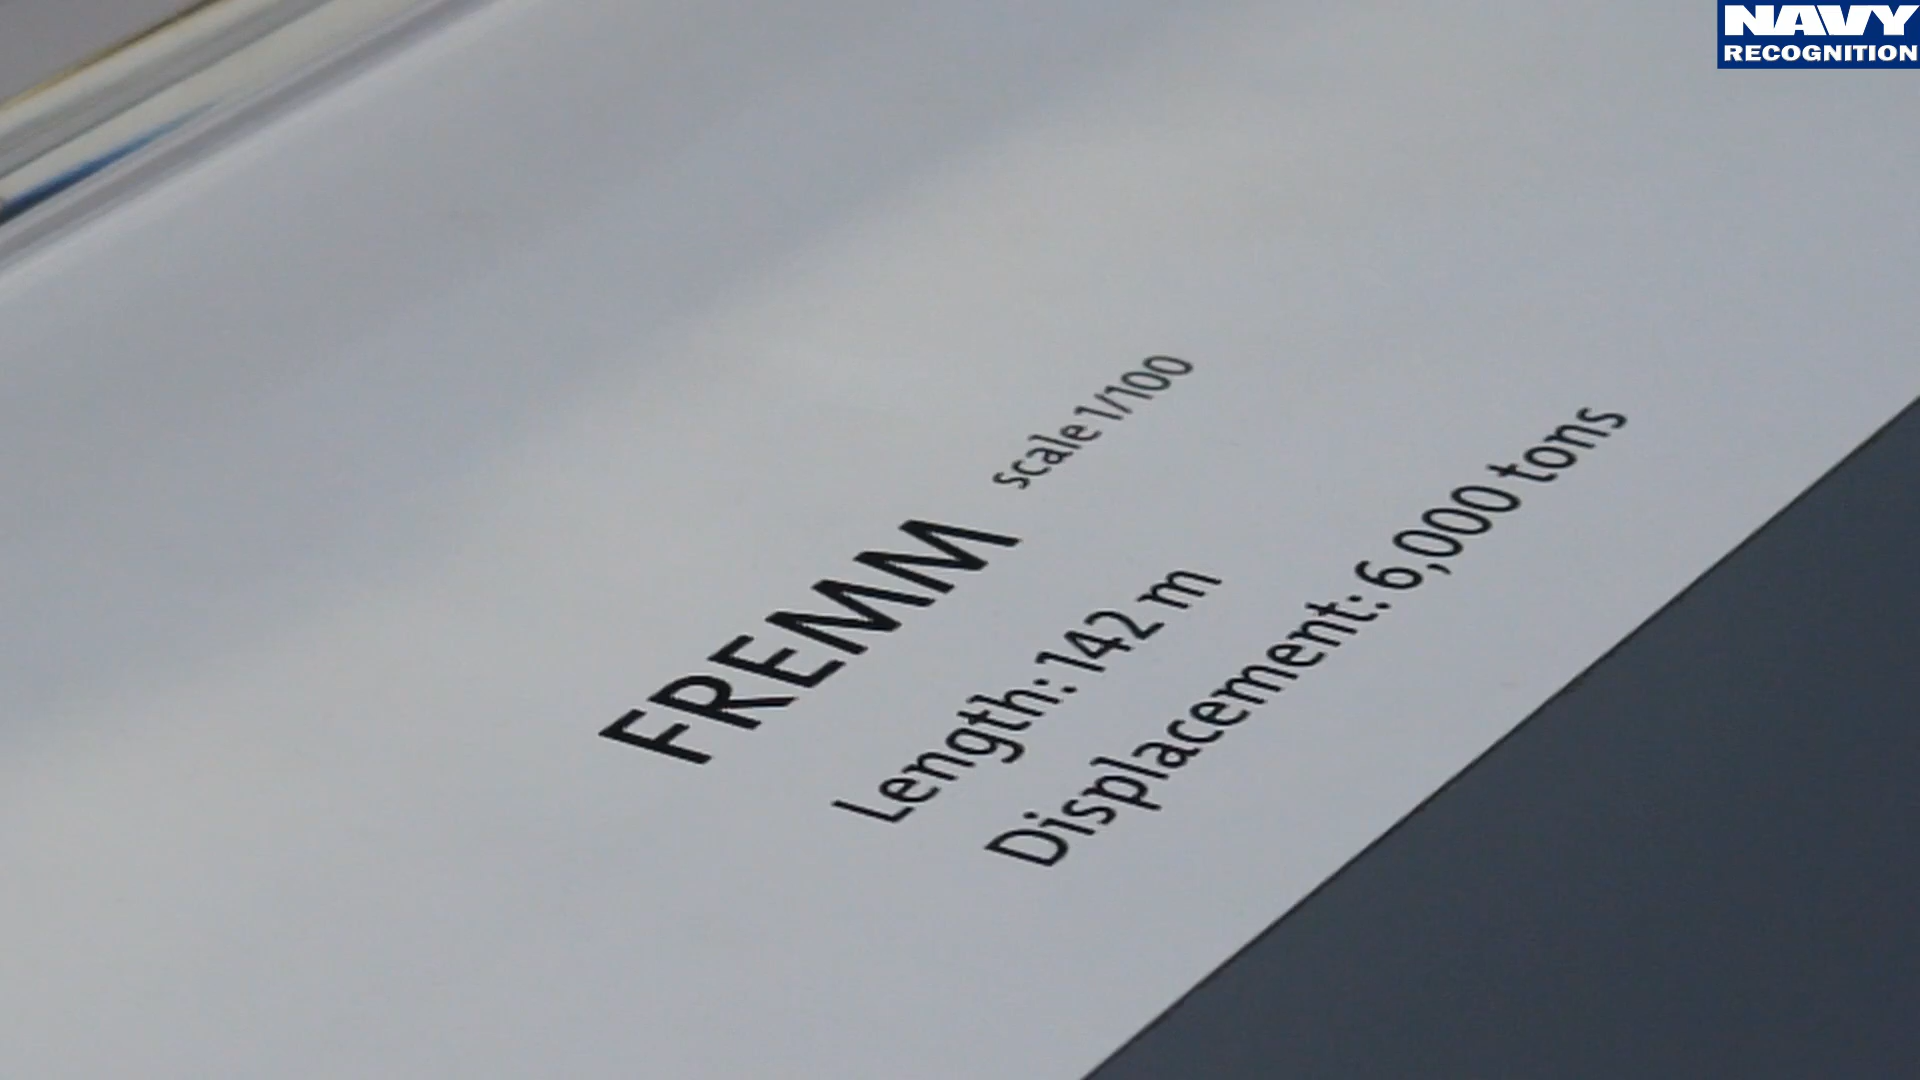 NAVY
RECOGNITION
FREMM scale 1/100
Length: 142 m
Displacement: 6,000 tons